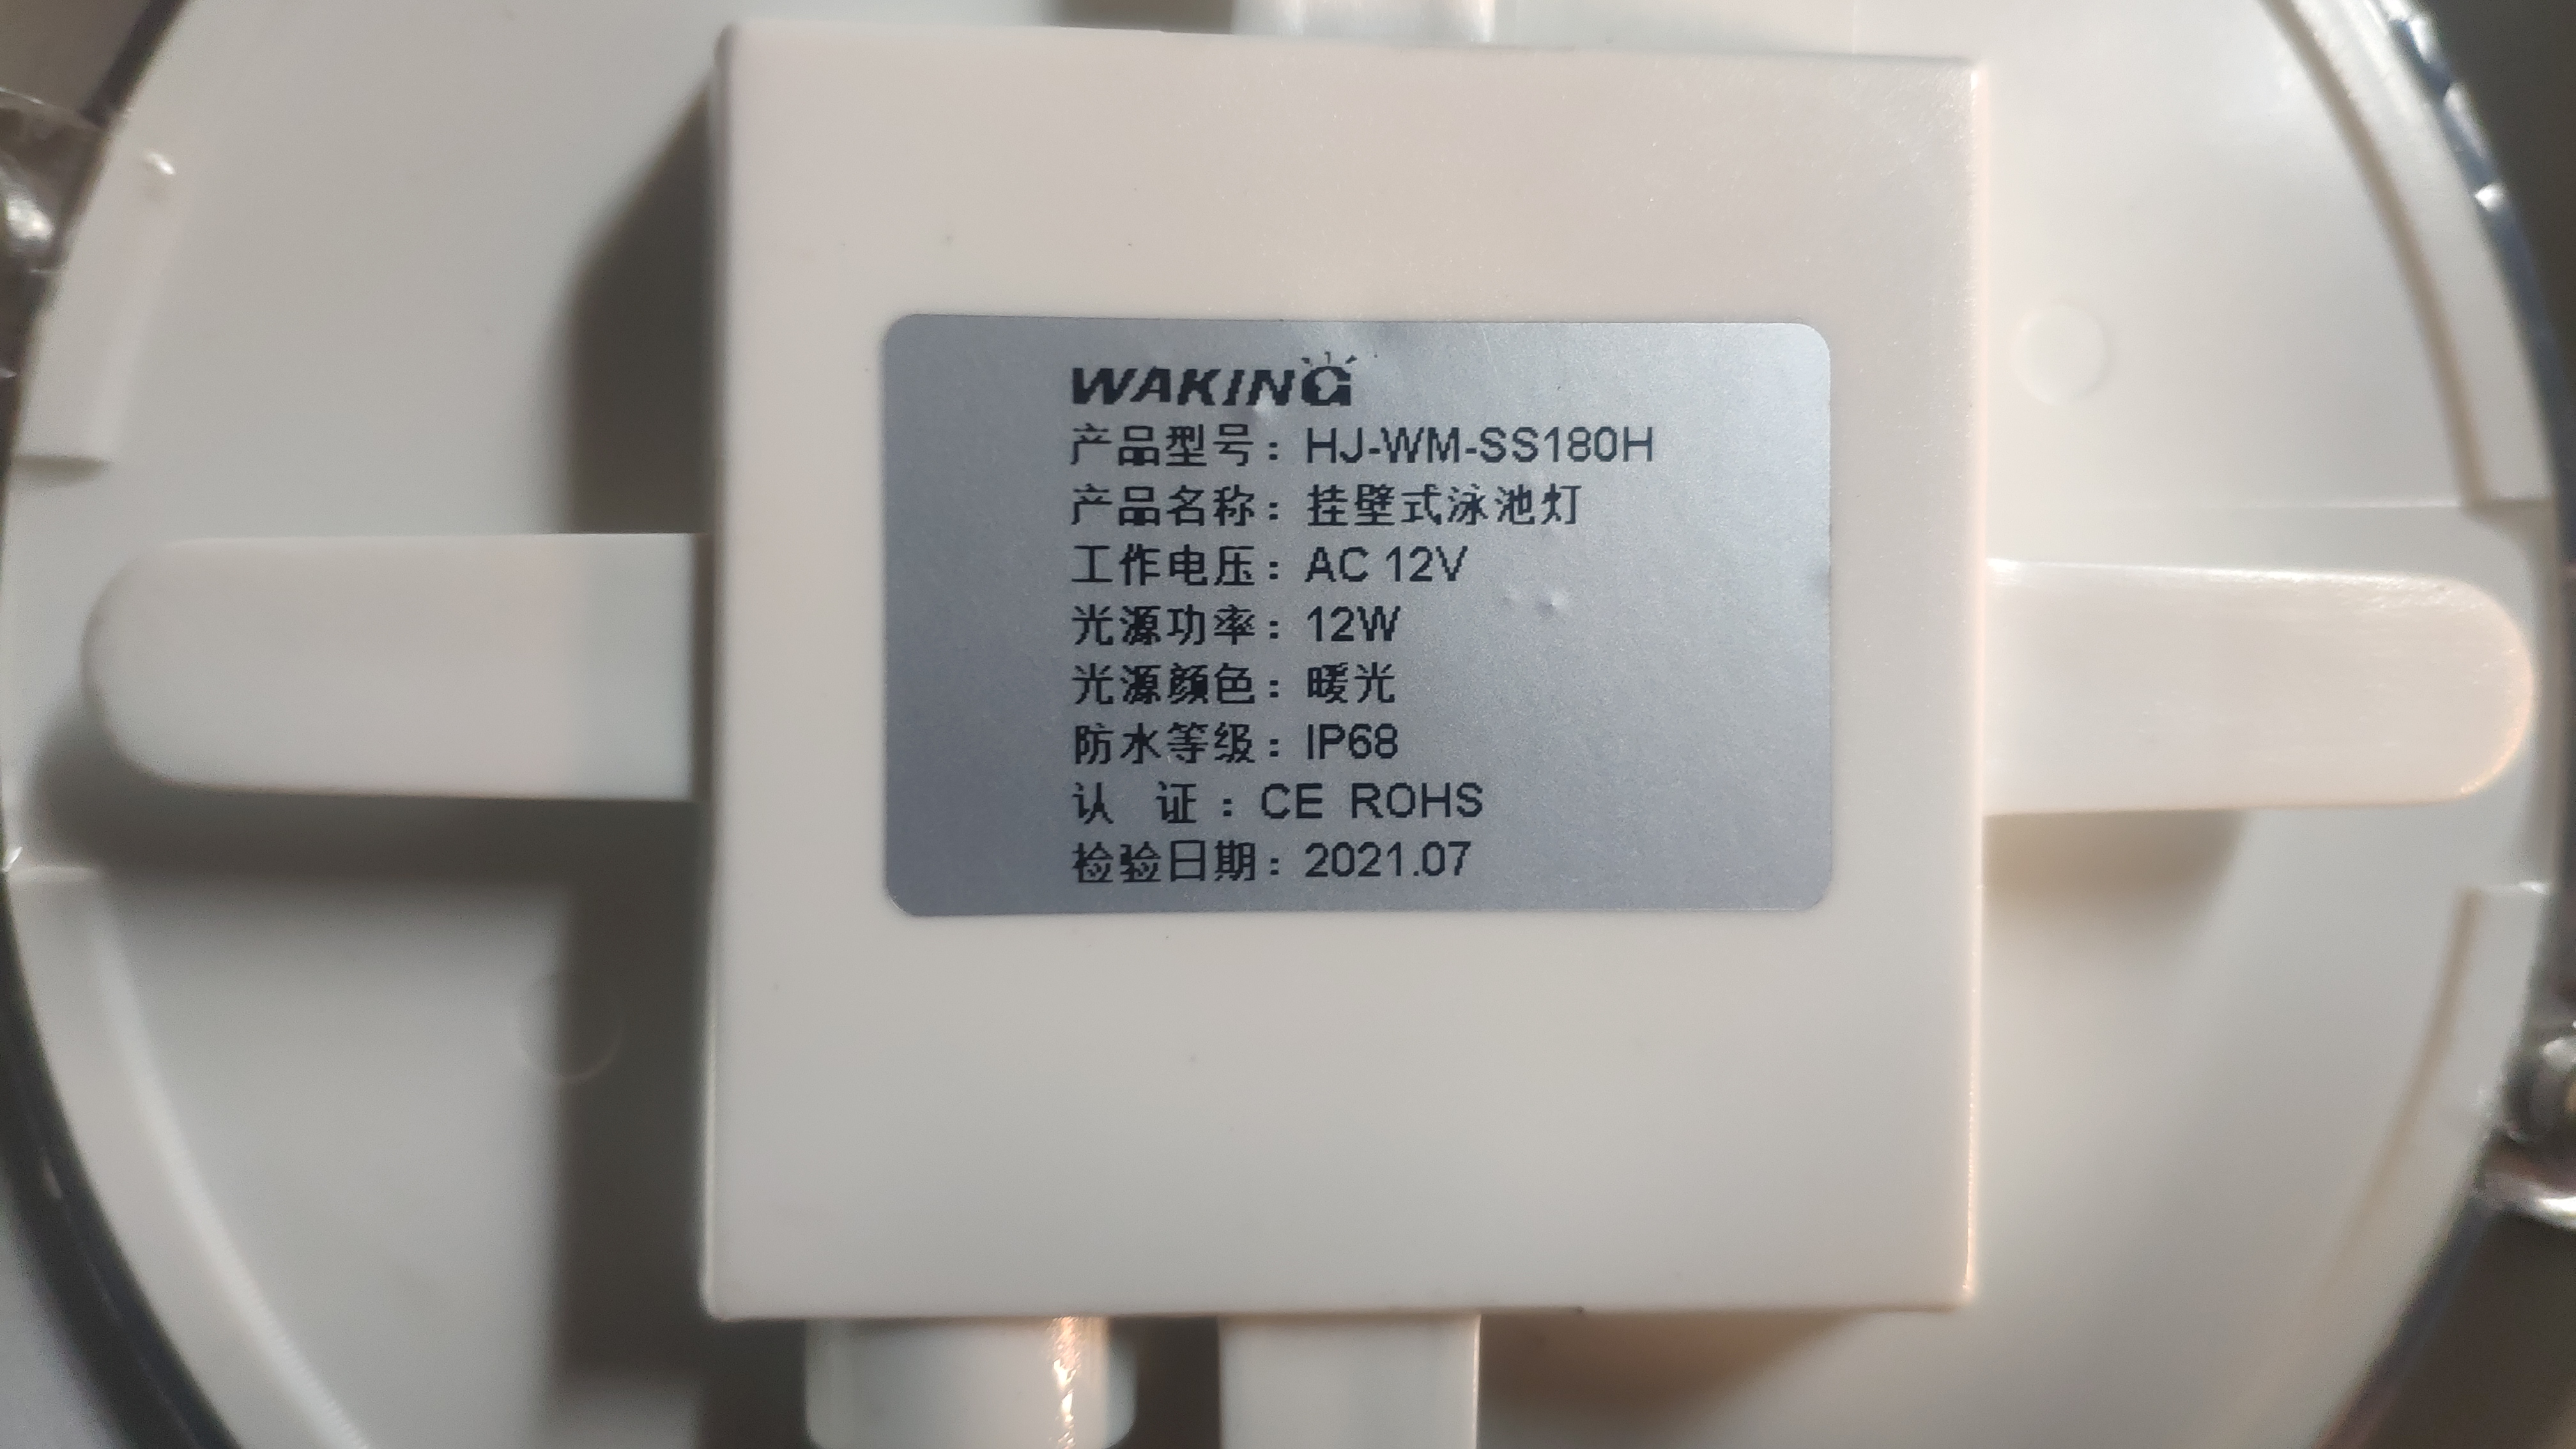 WAKING
产品型号：HJ-WM-SS180H
产品名称：挂壁式泳池灯
工作电压：AC 12V
光源功率：12W
光源颜色：暖光
防水等级：IP68
认 证：CE ROHS
检验日期：2021.07